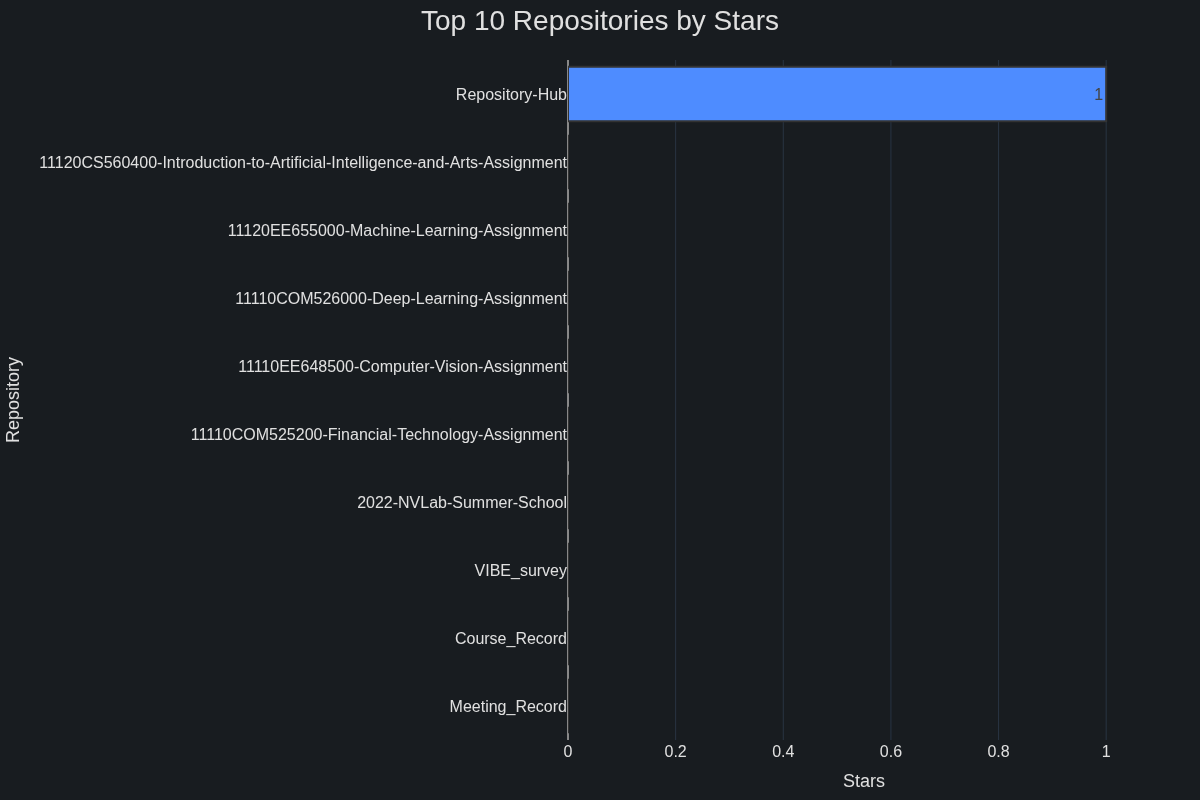 Top 10 Repositories by Stars
Repository-Hub
1
11120CS560400-Introduction-to-Artificial-Intelligence-and-Arts-Assignment
11120EE655000-Machine-Learning-Assignment
11110COM526000-Deep-Learning-Assignment
11110EE648500-Computer-Vision-Assignment
11110COM525200-Financial-Technology-Assignment
2022-NVLab-Summer-School
VIBE_survey
Course_Record
Meeting_Record
Repository
0 0.2 0.4 0.6 0.8 1
Stars